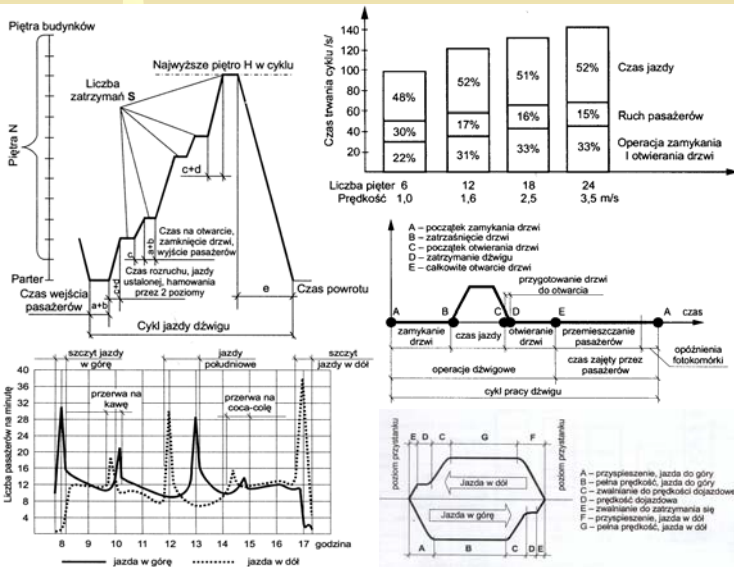 Piętra budynków
Najwyższe piętro H w cyklu
Liczba
zatrzymań S
Piętra N
c+d
Czas na otwarcie,
zamknięcie drzwi,
wyjście pasażerów
c
a+b
Czas rozruchu, jazdy
ustalonej, hamowania
przez 2 poziomy
Parter
Czas wejścia
pasażerów
a+b
c+d
e
Czas powrotu
Cykl jazdy dźwigu
Czas trwania cyklu /s/
140
120
100
80
60
40
20
48%
30%
22%
52%
17%
31%
51%
16%
33%
52%
15%
33%
Czas jazdy
Ruch pasażerów
Operacja zamykania
I otwierania drzwi
Liczba pięter 6 12 18 24
Prędkość 1,0 1,6 2,5 3,5 m/s
A – początek zamykania drzwi
B – zatrzaśnięcie drzwi
C – początek otwierania drzwi
D – zatrzymanie dźwigu
E – całkowite otwarcie drzwi
przygotowanie drzwi
do otwarcia
A B C D E A czas
zamykanie
drzwi
czas jazdy
otwieranie
drzwi
przemieszczanie
pasażerów
opóźnienia
fotokomórki
operacje dźwigowe
czas zajęty przez
pasażerów
cykl pracy dźwigu
szczyt jazdy
w górę
jazdy
południowe
szczyt
jazdy w dół
przerwa na
kawę
przerwa na
coca-colę
Liczba pasażerów na minutę
40
36
32
28
24
20
16
12
8
4
8 9 10 11 12 13 14 15 16 17 godzina
jazda w górę
jazda w dół
poziom przystanku
poziom przystanku
E D C G F
Jazda w dół
Jazda w górę
A B C D E
A – przyspieszenie, jazda do góry
B – pełna prędkość, jazda do góry
C – zwalnianie do prędkości dojazdowej
D – prędkość dojazdowa
E – zwalnianie do zatrzymania się
F – przyspieszenie, jazda w dół
G – pełna prędkość, jazda w dół